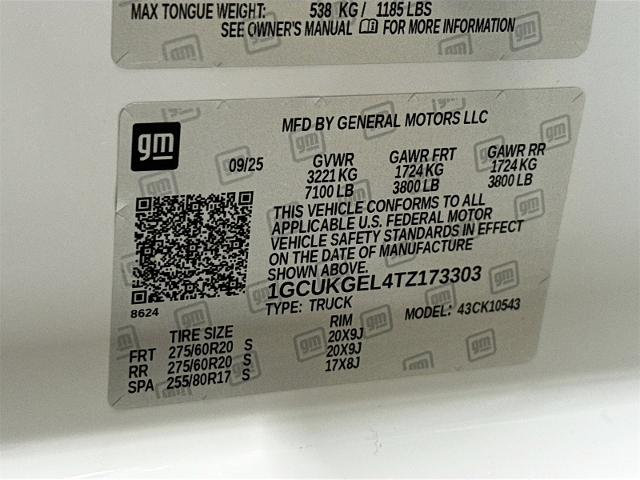 MAX TONGUE WEIGHT: 538 KG / 1185 LBS
SEE OWNER'S MANUAL FOR MORE INFORMATION
gm
MFD BY GENERAL MOTORS LLC
09/25 GVWR GAWR FRT GAWR RR
3221 KG 1724 KG 1724 KG
7100 LB 3800 LB 3800 LB
THIS VEHICLE CONFORMS TO ALL
APPLICABLE U.S. FEDERAL MOTOR
VEHICLE SAFETY STANDARDS IN EFFECT
ON THE DATE OF MANUFACTURE
SHOWN ABOVE.
1GCUKGEL4TZ173303
8624
TYPE: TRUCK MODEL: 43CK10543
TIRE SIZE RIM
FRT 275/60R20 S 20X9J
RR 275/60R20 S 20X9J
SPA 255/80R17 S 17X8J